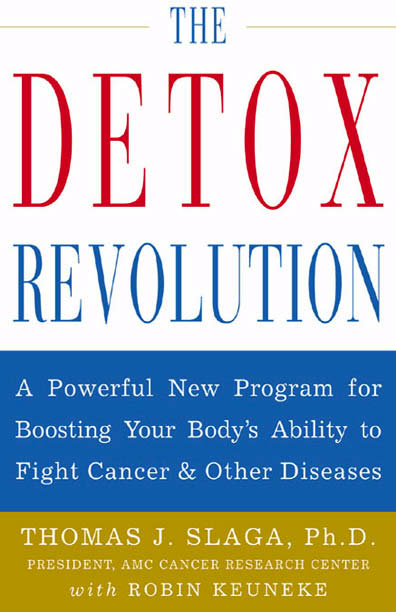 THE
DETOX
REVOLUTION
A Powerful New Program for
Boosting Your Body's Ability to
Fight Cancer & Other Diseases
THOMAS J. SLAGA, Ph.D.
PRESIDENT, AMC CANCER RESEARCH CENTER
with ROBIN KEUNEKE